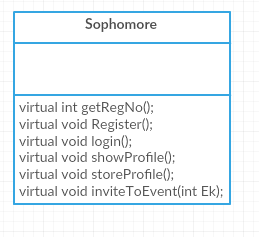 Sophomore
virtual int getRegNo();
virtual void Register();
virtual void login();
virtual void showProfile();
virtual void storeProfile();
virtual void inviteToEvent(int Ek);